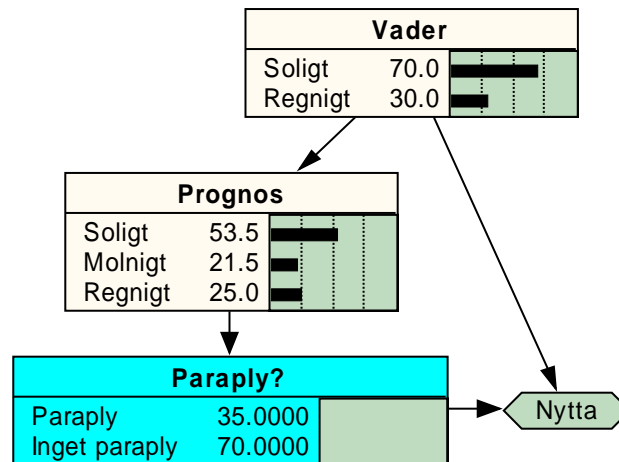 Vader
Soligt 70.0
Regnigt 30.0
Prognos
Soligt 53.5
Molnigt 21.5
Regnigt 25.0
Paraply?
Paraply 35.0000
Inget paraply 70.0000
Nytta